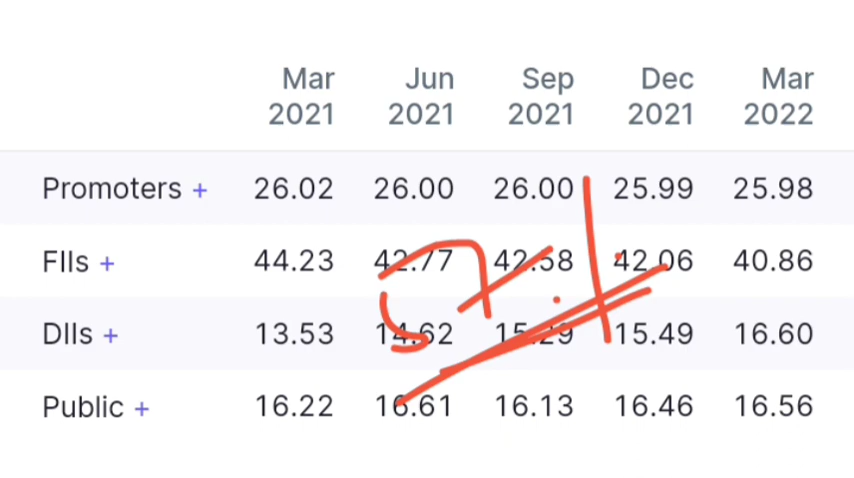 Mar Jun Sep Dec Mar
2021 2021 2021 2021 2022
Promoters + 26.02 26.00 26.00 25.99 25.98
FIIs + 44.23 42.77 42.58 42.06 40.86
DIIs + 13.53 14.62 15.29 15.49 16.60
Public + 16.22 16.61 16.13 16.46 16.56